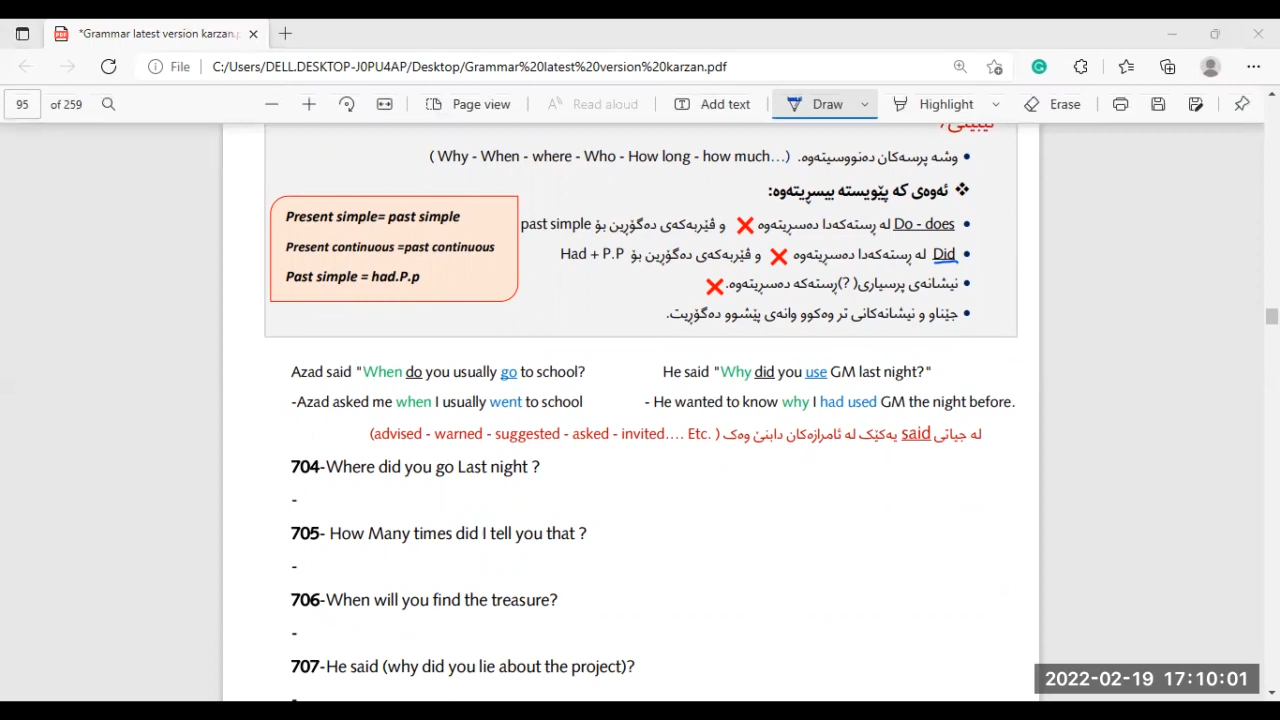 *Grammar latest version karzan.p
File
C:/Users/DELL.DESKTOP-J0PU4AP/Desktop/Grammar%20latest%20version%20karzan.pdf
95 of 259
Page view
Read aloud
Add text
Draw
Highlight
Erase
وشە پرسەکان دەنووسیتەوە. ( Why - When - where - Who - How long - how much…)
ئەوەی کە پێویستە بیسڕیتەوە:
Do - does لە ڕستەکەدا دەسڕیتەوە و ڤێربەکەی دەگۆڕین بۆ past simple
Did لە ڕستەکەدا دەسڕیتەوە و ڤێربەکەی دەگۆڕین بۆ Had + P.P
نیشانەی پرسیاری( ?)ڕستەکە دەسڕیتەوە.
جێناو و نیشانەکانی تر وەکوو وانەی پێشوو دەگۆڕیت.
Present simple= past simple
Present continuous =past continuous
Past simple = had.P.p
Azad said "When do you usually go to school?
He said "Why did you use GM last night?"
-Azad asked me when I usually went to school
- He wanted to know why I had used GM the night before.
لە جیاتی said یەکێک لە ئامرازەکان دابنێ وەک ( advised - warned - suggested - asked - invited…. Etc.)
704-Where did you go Last night ?
-
705- How Many times did I tell you that ?
-
706-When will you find the treasure?
-
707-He said (why did you lie about the project)?
-
2022-02-19 17:10:01